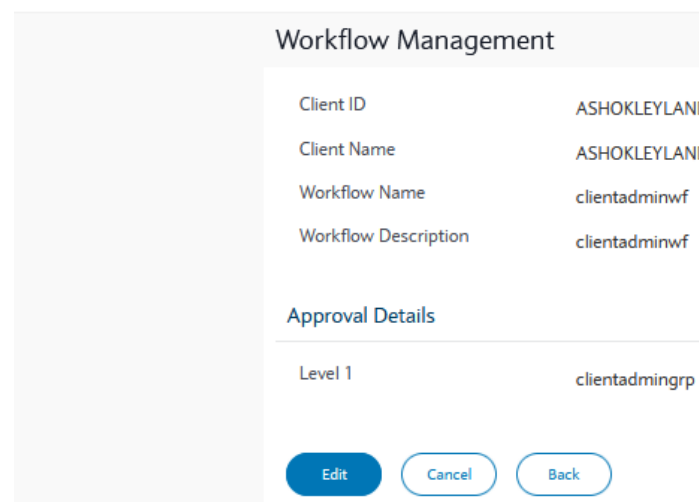 Workflow Management
Client ID
Client Name
Workflow Name clientadminwf
Workflow Description clientadminwf
Approval Details
Level 1 clientadmingrp
Edit Cancel Back